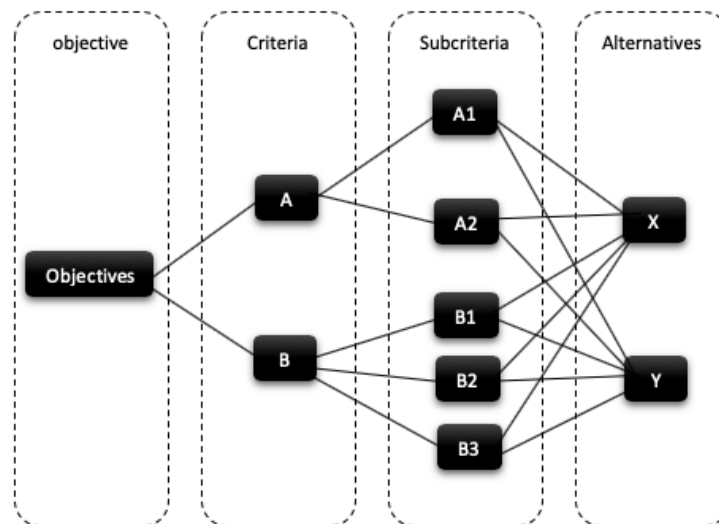 objective
Criteria
Subcriteria
Alternatives
A1
A
A2
X
Objectives
B1
B
B2
Y
B3